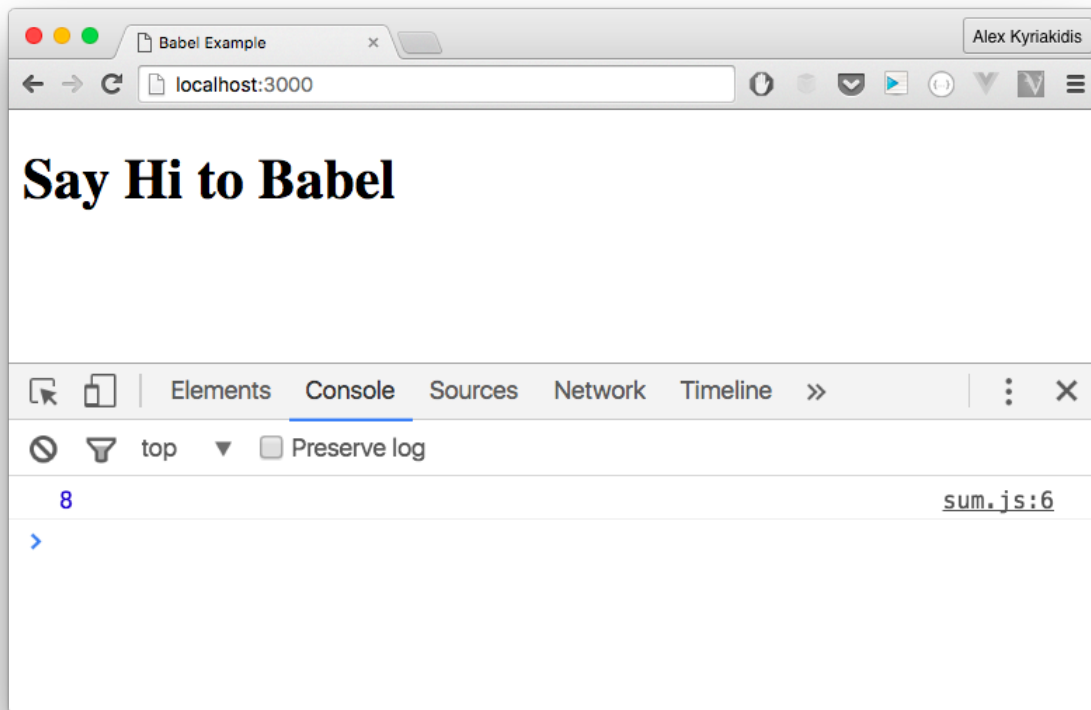 Babel Example
Alex Kyriakidis
localhost:3000
Say Hi to Babel
Elements Console Sources Network Timeline
top Preserve log
8 sum.js:6